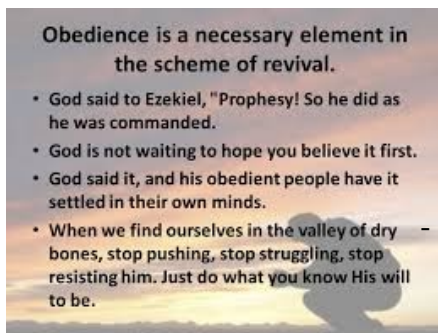 Obedience is a necessary element in
the scheme of revival.
• God said to Ezekiel, "Prophesy! So he did as
he was commanded.
• God is not waiting to hope you believe it first.
• God said it, and his obedient people have it
settled in their own minds.
• When we find ourselves in the valley of dry
bones, stop pushing, stop struggling, stop
resisting him. Just do what you know His will
to be.